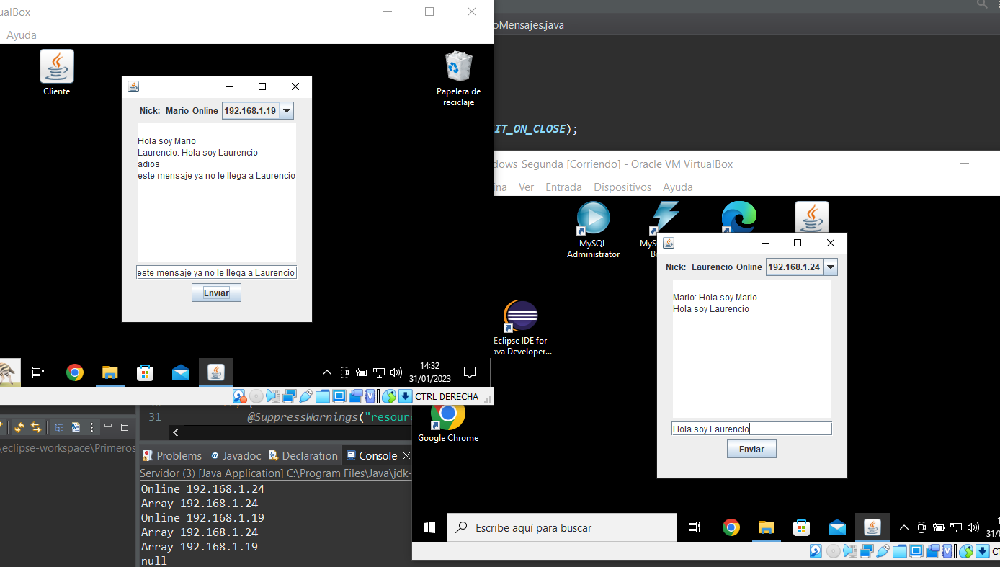 ualBox
Ayuda
Cliente
Papelera de
reciclaje
Nick: Mario Online 192.168.1.19
Hola soy Mario
Laurencio: Hola soy Laurencio
adios
este mensaje ya no le llega a Laurencio
este mensaje ya no le llega a Laurencio
Enviar
14:32
31/01/2023
CTRL DERECHA
oMensajes.java
IT_ON_CLOSE);
dows_Segunda [Corriendo] - Oracle VM VirtualBox
ina Ver Entrada Dispositivos Ayuda
MySQL
Administrator
MyS
B
Nick: Laurencio Online 192.168.1.24
Mario: Hola soy Mario
Hola soy Laurencio
Hola soy Laurencio
Enviar
Eclipse IDE for
ava Developer...
Google Chrome
Escribe aquí para buscar
31/0
CT
31 @SuppressWarnings("resour
\eclipse-workspace\Primeros
Problems Javadoc Declaration Console
Servidor (3) [Java Application] C:\Program Files\Java\jdk-
Online 192.168.1.24
Array 192.168.1.24
Online 192.168.1.19
Array 192.168.1.24
Array 192.168.1.19
null